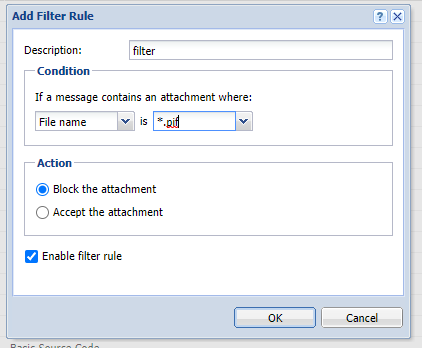 Add Filter Rule
Description: filter
Condition
If a message contains an attachment where:
File name is *.pif
Action
Block the attachment
Accept the attachment
Enable filter rule
OK Cancel
Basic Source Code